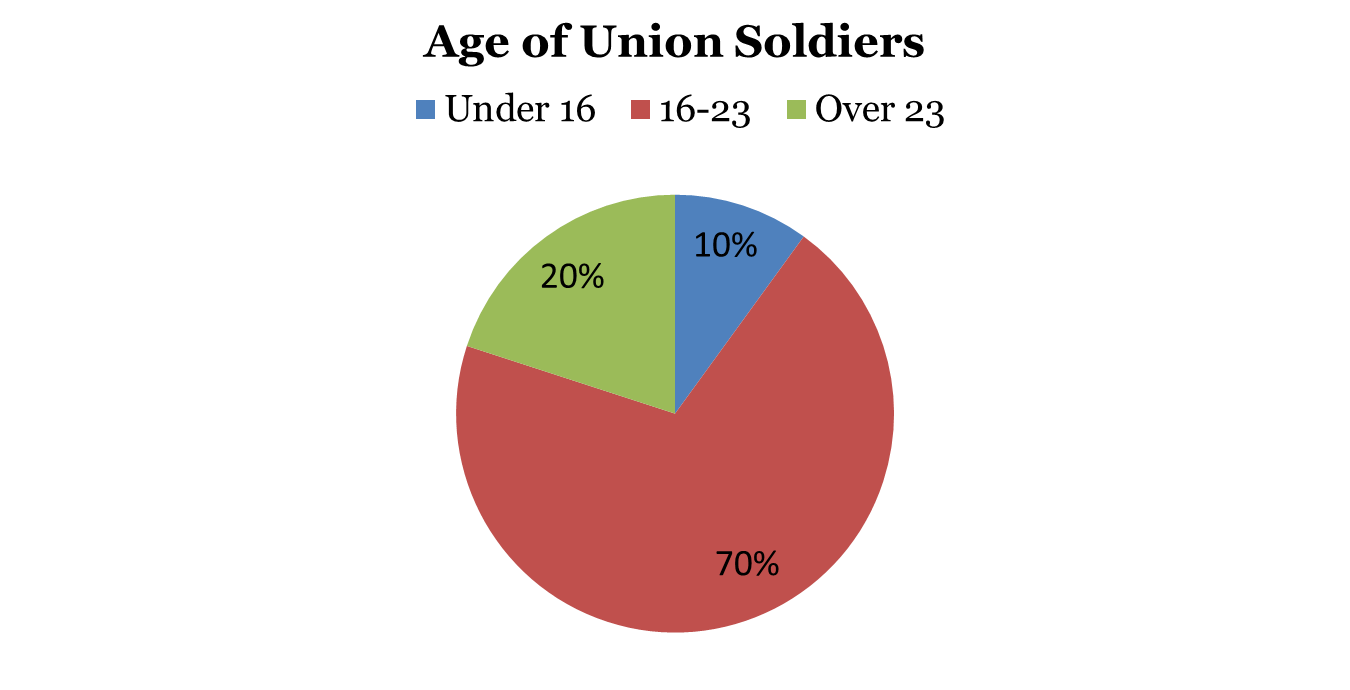 Age of Union Soldiers
Under 16 16-23 Over 23
10%
20%
70%